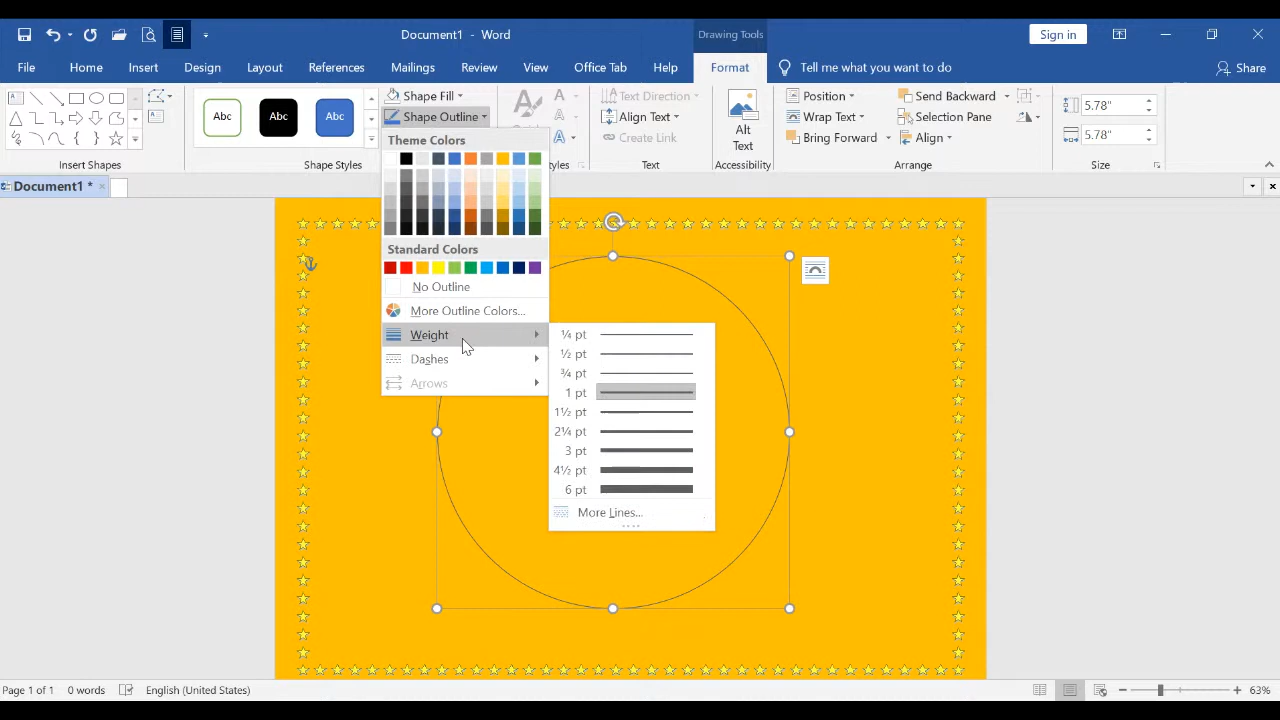 Document1 - Word
Drawing Tools
Sign in
File
Home
Insert
Design
Layout
References
Mailings
Review
View
Office Tab
Help
Format
Tell me what you want to do
Share
Shape Fill
Shape Outline
Abc
Abc
Abc
Text Direction
Align Text
Create Link
Alt
Text
Position
Wrap Text
Bring Forward
Send Backward
Selection Pane
Align
5.78"
5.78"
Insert Shapes
Shape Styles
Text
Accessibility
Arrange
Size
Document1 *
Theme Colors
Standard Colors
No Outline
More Outline Colors...
Weight
Dashes
Arrows
¼ pt
½ pt
¾ pt
1 pt
1½ pt
2¼ pt
3 pt
4½ pt
6 pt
More Lines...
Page 1 of 1
0 words
English (United States)
63%